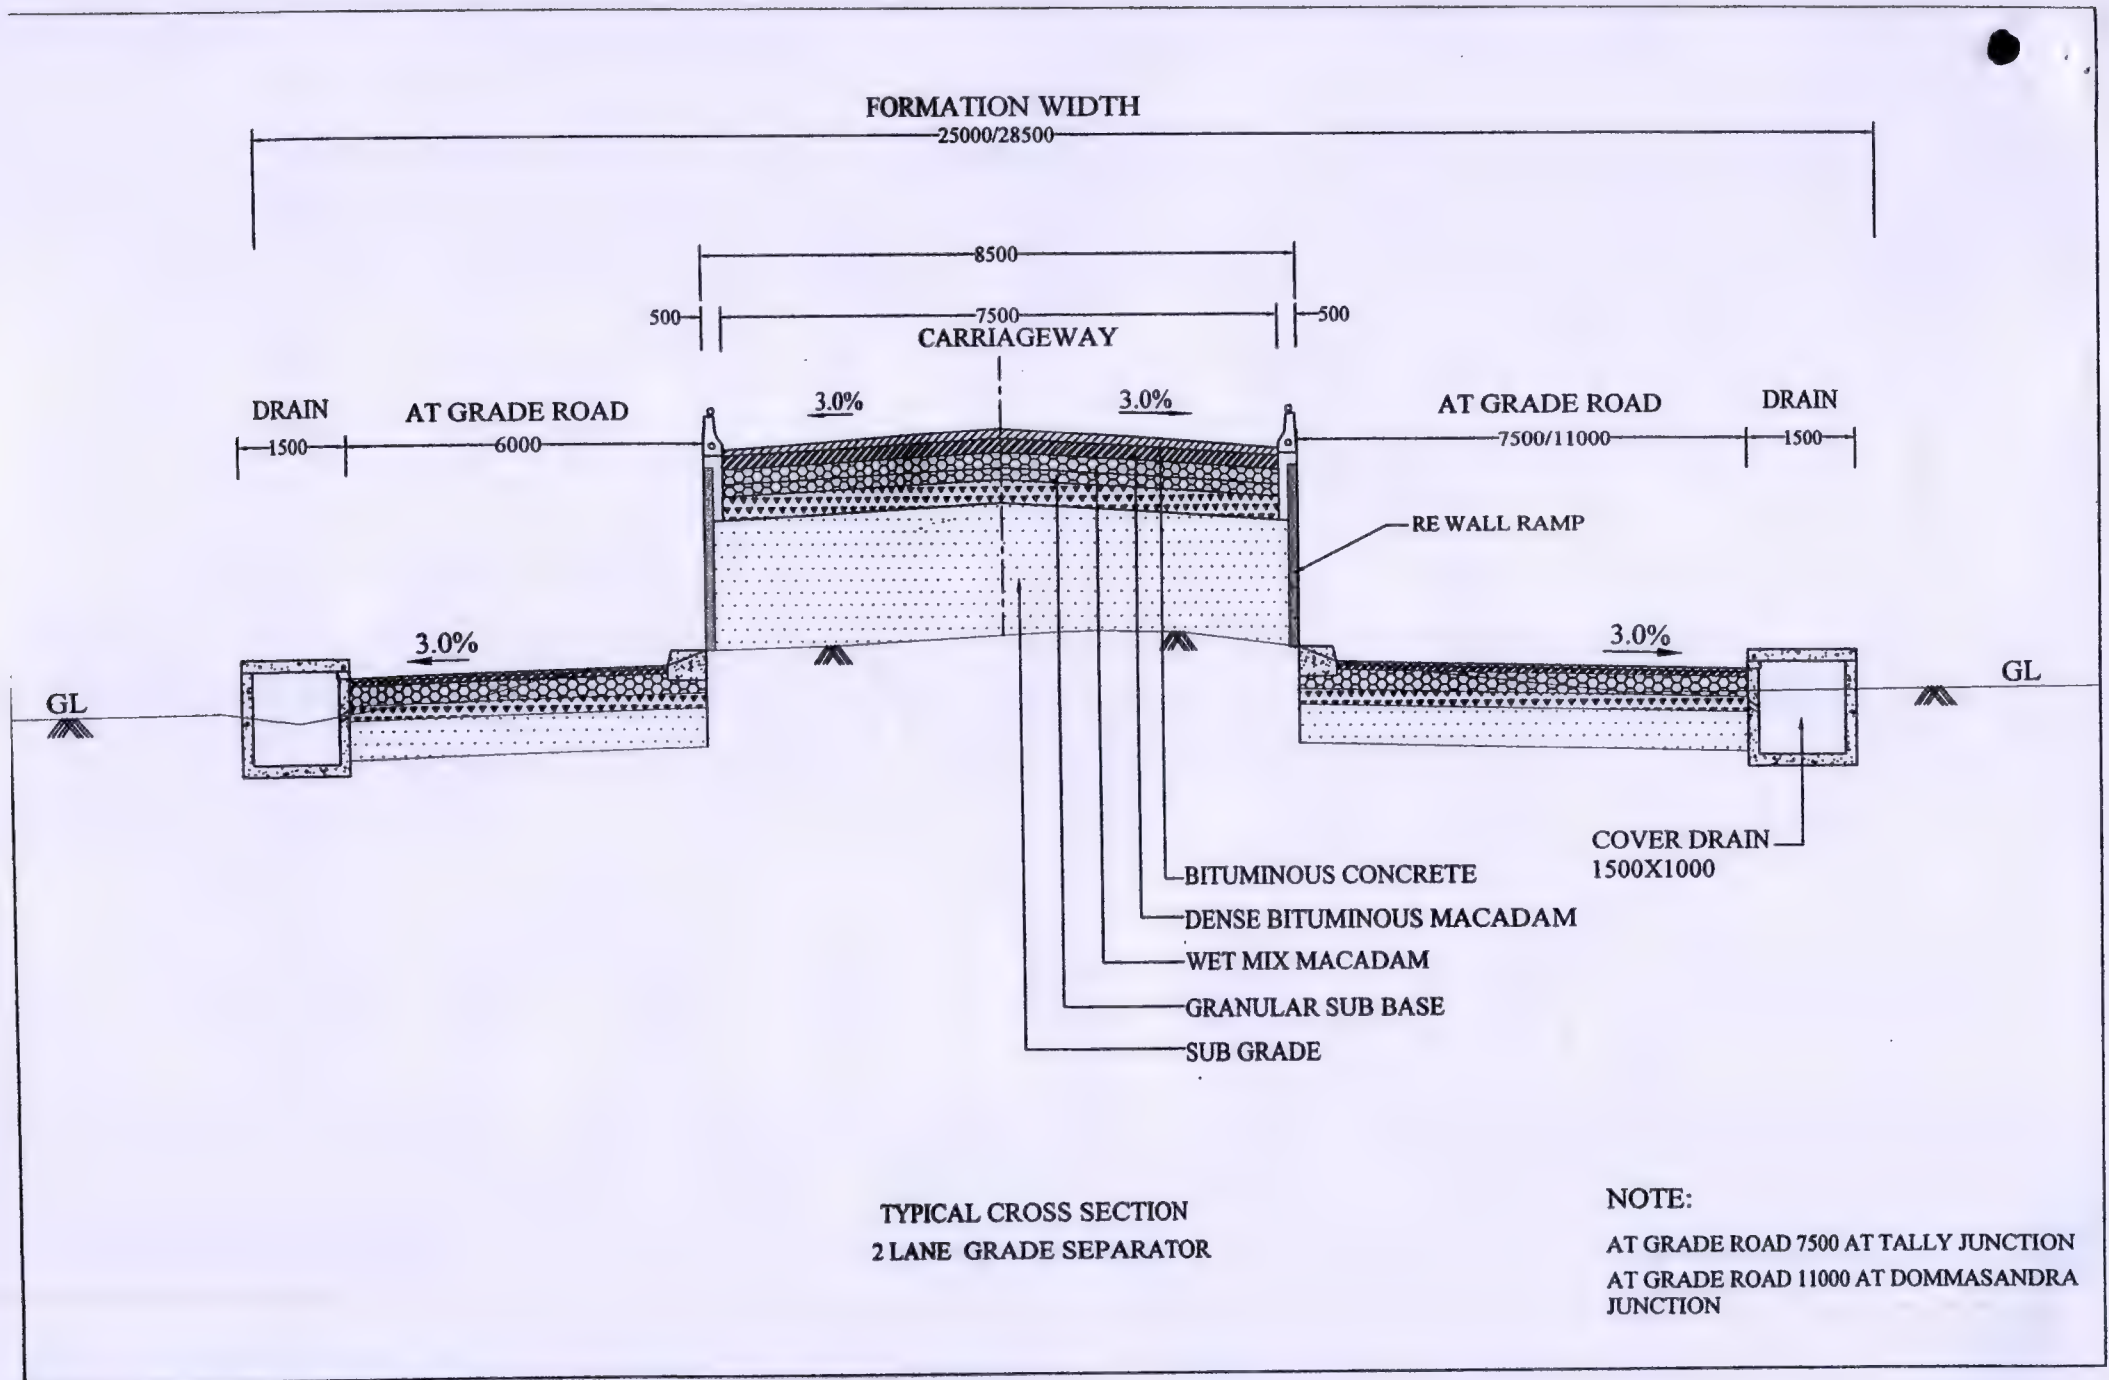 FORMATION WIDTH
25000/28500
8500
500
7500
500
CARRIAGEWAY
DRAIN
AT GRADE ROAD
3.0%
3.0%
AT GRADE ROAD
DRAIN
1500
6000
7500/11000
1500
RE WALL RAMP
3.0%
3.0%
GL
GL
COVER DRAIN
1500X1000
BITUMINOUS CONCRETE
DENSE BITUMINOUS MACADAM
WET MIX MACADAM
GRANULAR SUB BASE
SUB GRADE
TYPICAL CROSS SECTION
2 LANE GRADE SEPARATOR
NOTE:
AT GRADE ROAD 7500 AT TALLY JUNCTION
AT GRADE ROAD 11000 AT DOMMASANDRA
JUNCTION